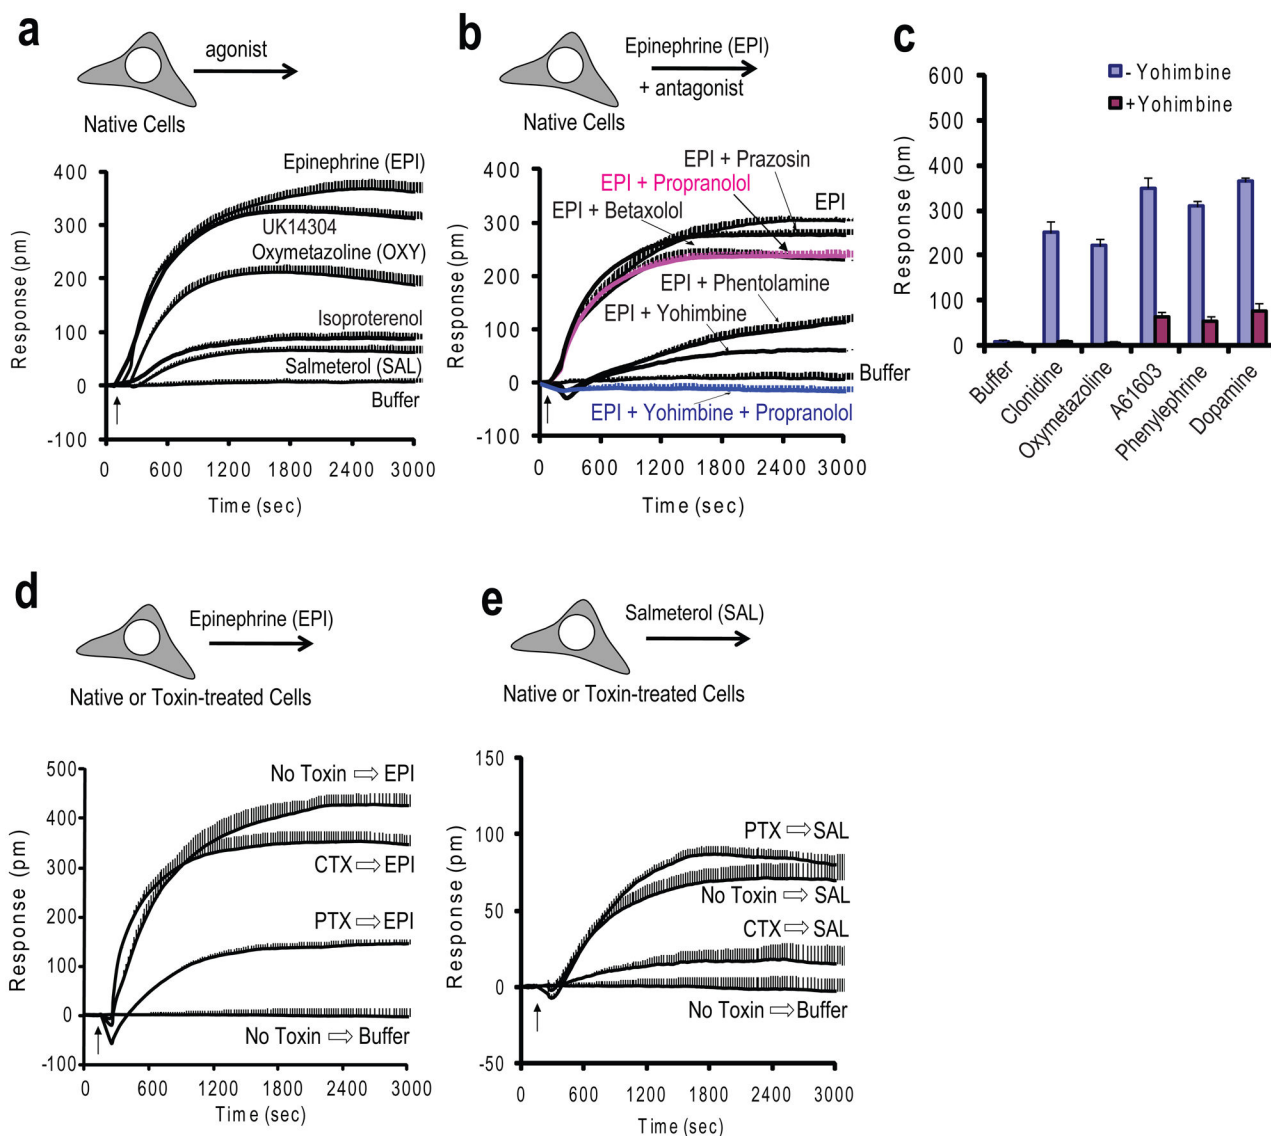 a
agonist
Native Cells
400
300
200
100
0
-100
Response (pm)
Epinephrine (EPI)
UK14304
Oxymetazoline (OXY)
Isoproterenol
Salmeterol (SAL)
Buffer
0 600 1200 1800 2400 3000
Time (sec)
b
Epinephrine (EPI)
+ antagonist
Native Cells
400
300
200
100
0
-100
Response (pm)
EPI + Prazosin
EPI + Propranolol
EPI
EPI + Betaxolol
EPI + Phentolamine
EPI + Yohimbine
Buffer
EPI + Yohimbine + Propranolol
0 600 1200 1800 2400 3000
Time (sec)
c
- Yohimbine
+Yohimbine
600
500
400
300
200
100
0
Response (pm)
Buffer
Clonidine
Oxymetazoline
A61603
Phenylephrine
Dopamine
d
Epinephrine (EPI)
Native or Toxin-treated Cells
500
400
300
200
100
0
-100
Response (pm)
No Toxin ⇨ EPI
CTX ⇨ EPI
PTX ⇨ EPI
No Toxin ⇨ Buffer
0 600 1200 1800 2400 3000
Time (sec)
e
Salmeterol (SAL)
Native or Toxin-treated Cells
150
100
50
0
-50
Response (pm)
PTX ⇨ SAL
No Toxin ⇨ SAL
CTX ⇨ SAL
No Toxin ⇨ Buffer
0 600 1200 1800 2400 3000
Time (sec)